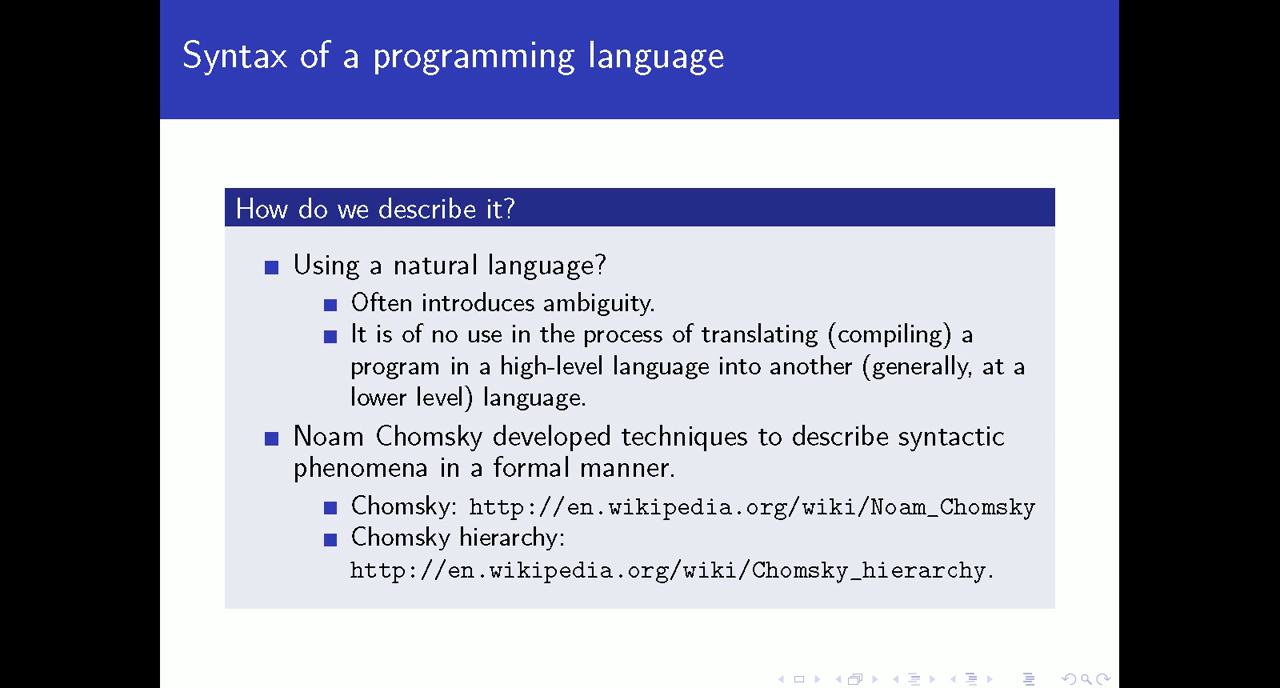 Syntax of a programming language
How do we describe it?
Using a natural language?
Often introduces ambiguity.
It is of no use in the process of translating (compiling) a
program in a high-level language into another (generally, at a
lower level) language.
Noam Chomsky developed techniques to describe syntactic
phenomena in a formal manner.
Chomsky: http://en.wikipedia.org/wiki/Noam_Chomsky
Chomsky hierarchy:
http://en.wikipedia.org/wiki/Chomsky_hierarchy.